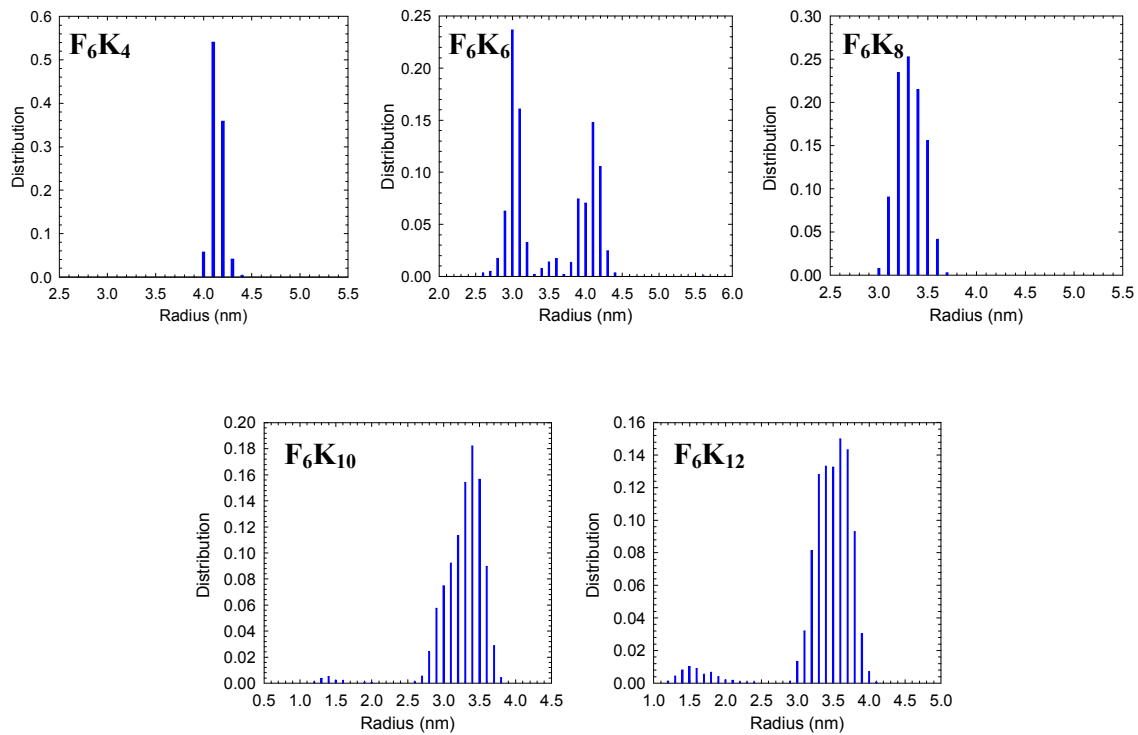 F₆K₄
Distribution
0.6
0.5
0.4
0.3
0.2
0.1
0.0
2.5 3.0 3.5 4.0 4.5 5.0 5.5
Radius (nm)
F₆K₆
Distribution
0.25
0.20
0.15
0.10
0.05
0.00
2.0 2.5 3.0 3.5 4.0 4.5 5.0 5.5 6.0
Radius (nm)
F₆K₈
Distribution
0.30
0.25
0.20
0.15
0.10
0.05
0.00
2.5 3.0 3.5 4.0 4.5 5.0 5.5
Radius (nm)
F₆K₁₀
Distribution
0.20
0.18
0.16
0.14
0.12
0.10
0.08
0.06
0.04
0.02
0.00
0.5 1.0 1.5 2.0 2.5 3.0 3.5 4.0 4.5
Radius (nm)
F₆K₁₂
Distribution
0.16
0.14
0.12
0.10
0.08
0.06
0.04
0.02
0.00
1.0 1.5 2.0 2.5 3.0 3.5 4.0 4.5 5.0
Radius (nm)